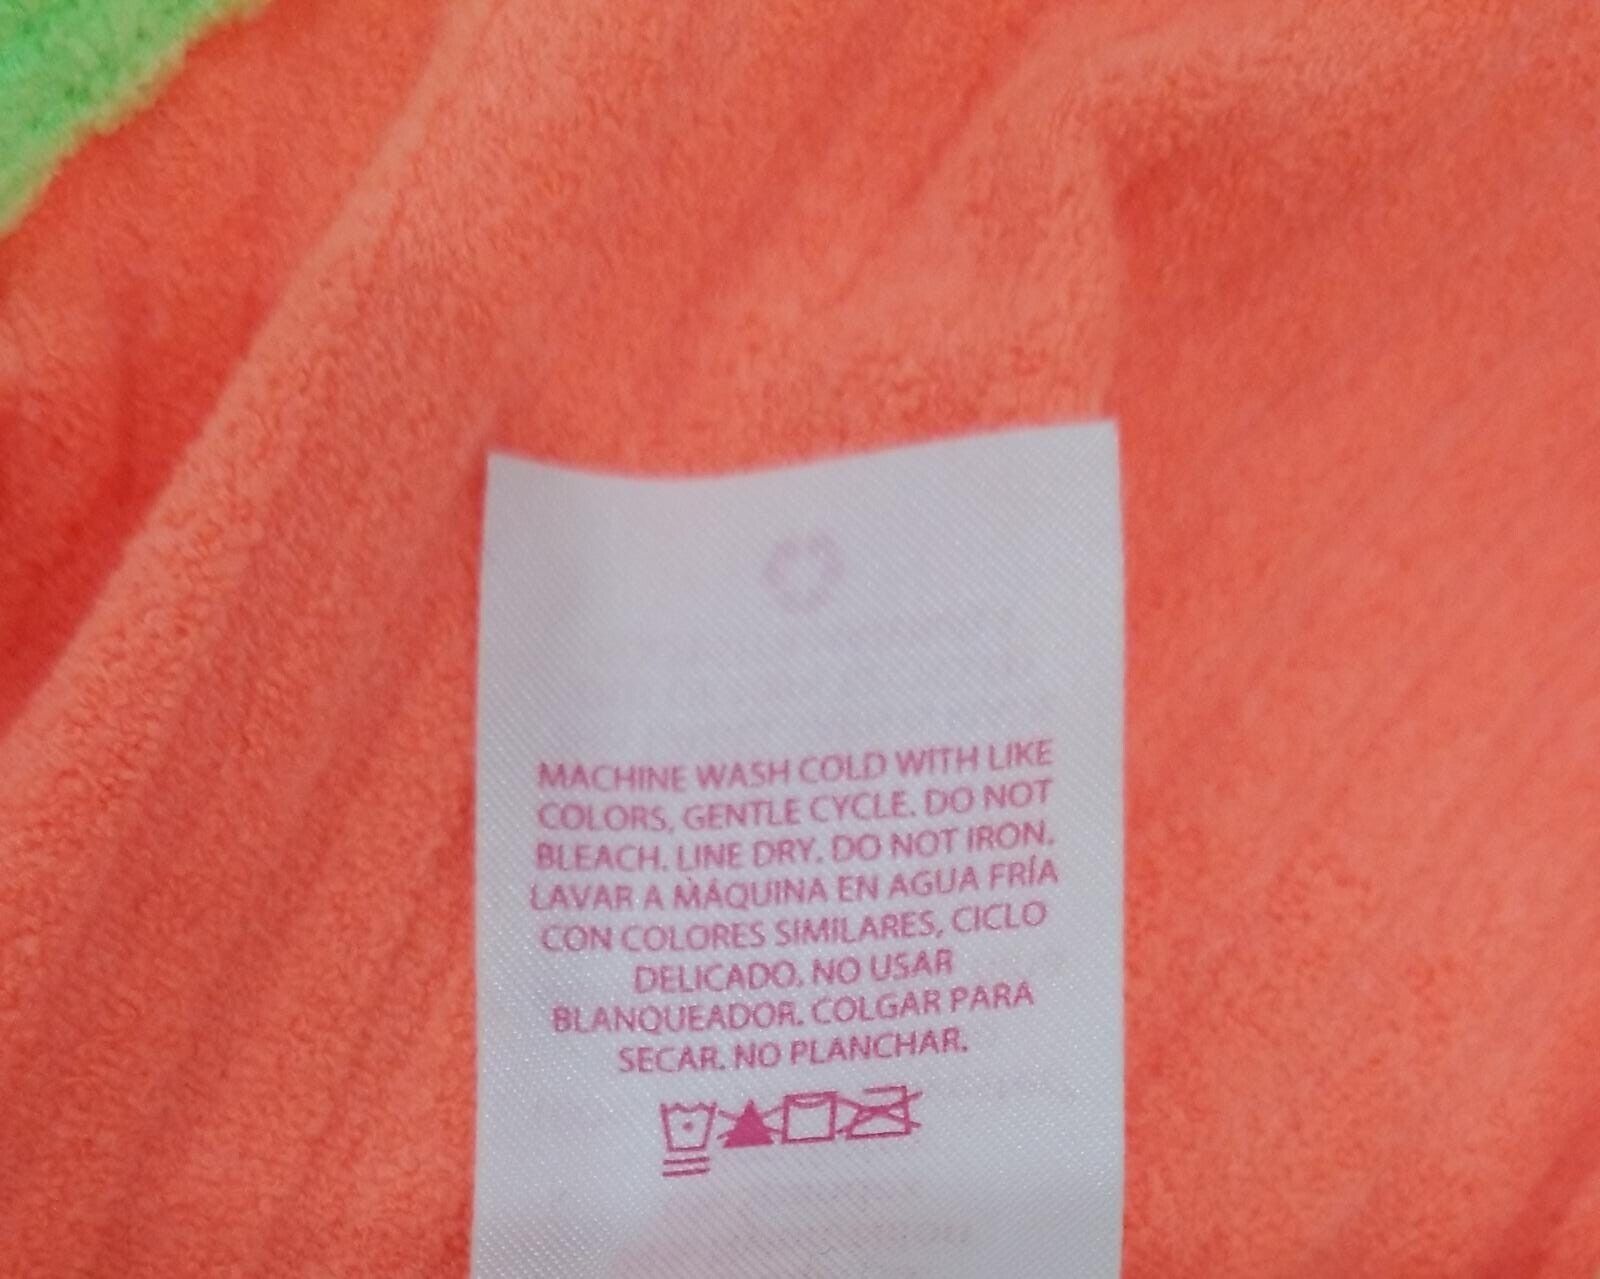 MACHINE WASH COLD WITH LIKE
COLORS, GENTLE CYCLE. DO NOT
BLEACH. LINE DRY. DO NOT IRON.
LAVAR A MÁQUINA EN AGUA FRÍA
CON COLORES SIMILARES, CICLO
DELICADO. NO USAR
BLANQUEADOR. COLGAR PARA
SECAR. NO PLANCHAR.